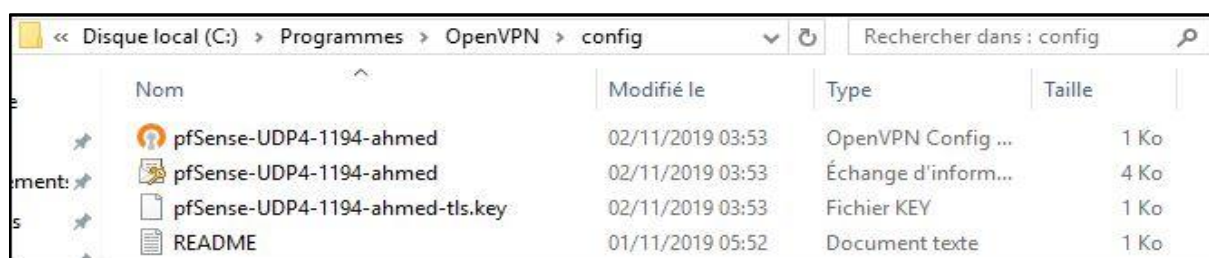 « Disque local (C:) > Programmes > OpenVPN > config Rechercher dans : config
Nom Modifié le Type Taille
pfSense-UDP4-1194-ahmed 02/11/2019 03:53 OpenVPN Config ... 1 Ko
ement: pfSense-UDP4-1194-ahmed 02/11/2019 03:53 Échange d'inform... 4 Ko
s pfSense-UDP4-1194-ahmed-tls.key 02/11/2019 03:53 Fichier KEY 1 Ko
README 01/11/2019 05:52 Document texte 1 Ko